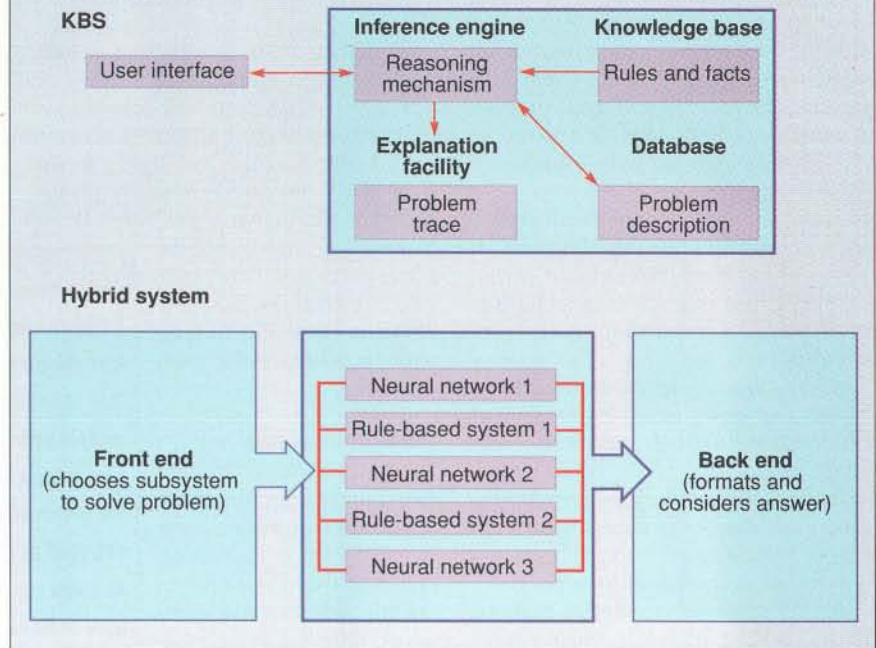 KBS
Inference engine
Knowledge base
User interface
Reasoning
mechanism
Rules and facts
Explanation
facility
Database
Problem
trace
Problem
description
Hybrid system
Neural network 1
Rule-based system 1
Front end
(chooses subsystem
to solve problem)
Neural network 2
Back end
(formats and
considers answer)
Rule-based system 2
Neural network 3